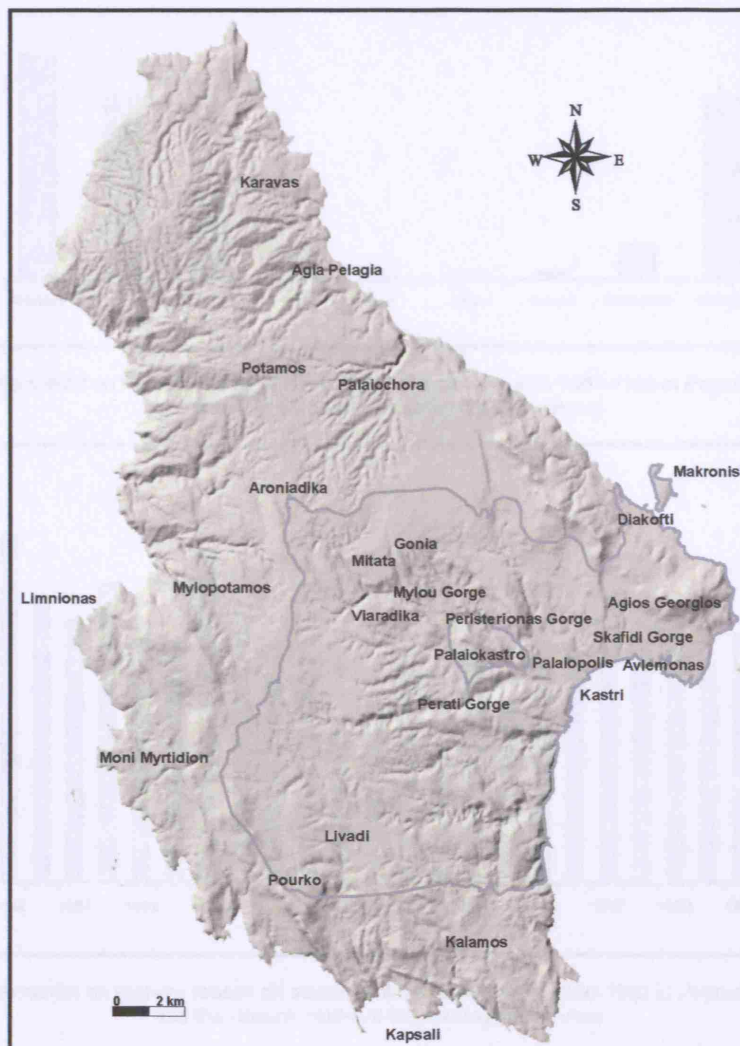 N
W E
S
Karavas
Agia Pelagia
Potamos
Palaiochora
Makronisi
Aroniadika
Diakofti
Gonia
Mitata
Limnionas
Mylopotamos
Mylou Gorge
Agios Georgios
Viaradika
Peristerionas Gorge
Skafidi Gorge
Palaiokastro
Palaiopolis
Avlemonas
Kastri
Perati Gorge
Moni Myrtidion
Livadi
Pourko
Kalamos
0 2 km
Kapsali